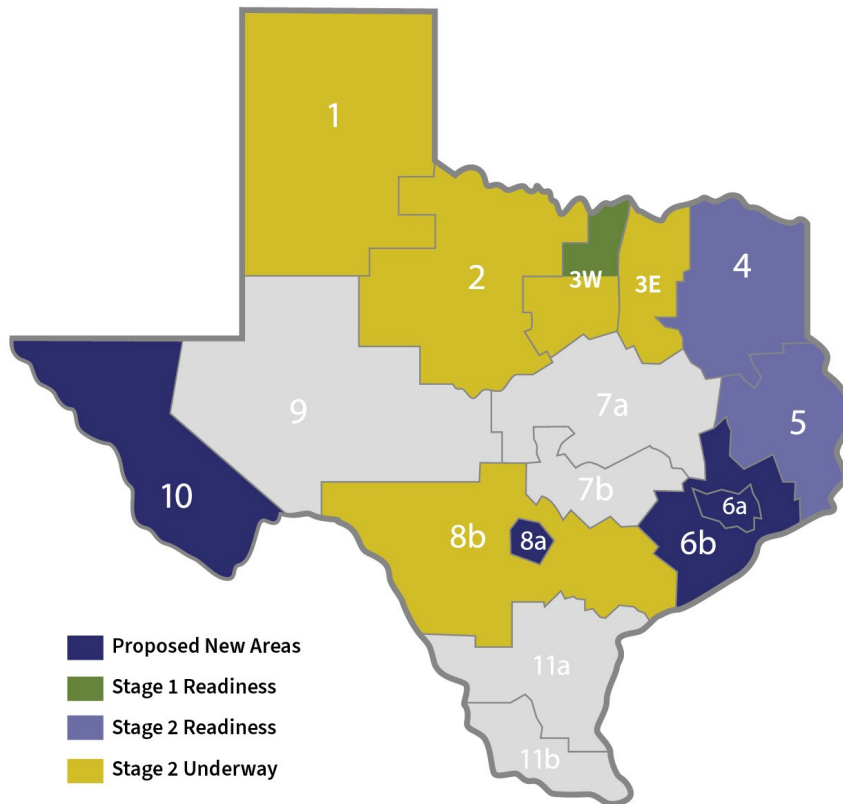 1
2
3W
3E
4
9
7a
5
10
7b
6a
8b
8a
6b
11a
11b
Proposed New Areas
Stage 1 Readiness
Stage 2 Readiness
Stage 2 Underway